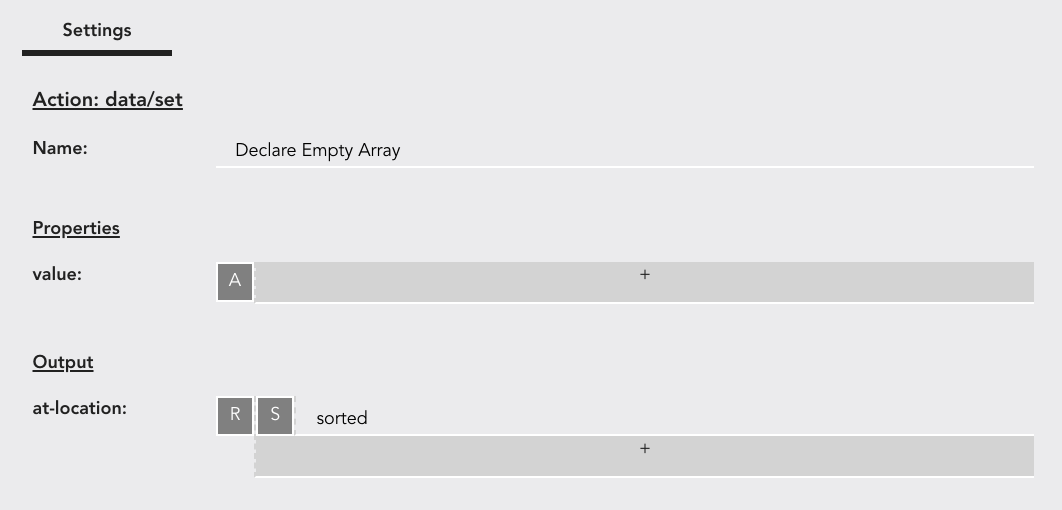 Settings
Action: data/set
Name: Declare Empty Array
Properties
value: A +
Output
at-location: R S sorted
+